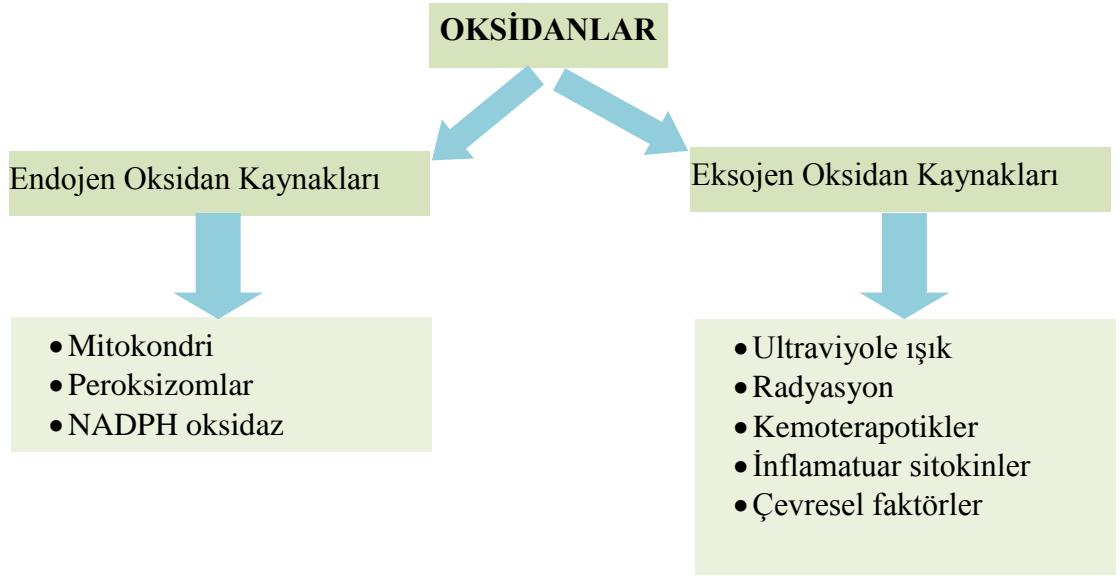 OKSİDANLAR
Endojen Oksidan Kaynakları
Eksojen Oksidan Kaynakları
• Mitokondri
• Peroksizomlar
• NADPH oksidaz
• Ultraviyole ışık
• Radyasyon
• Kemoterapotikler
• İnflamatuar sitokinler
• Çevresel faktörler